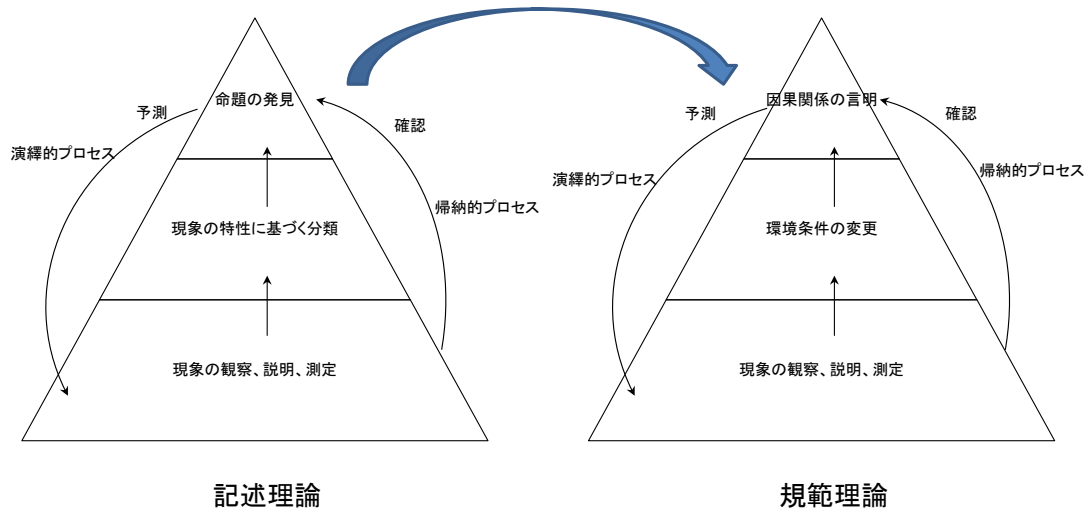 命題の発見
予測
確認
演繹的プロセス
帰納的プロセス
現象の特性に基づく分類
現象の観察、説明、測定
記述理論
因果関係の言明
予測
確認
演繹的プロセス
帰納的プロセス
環境条件の変更
現象の観察、説明、測定
規範理論